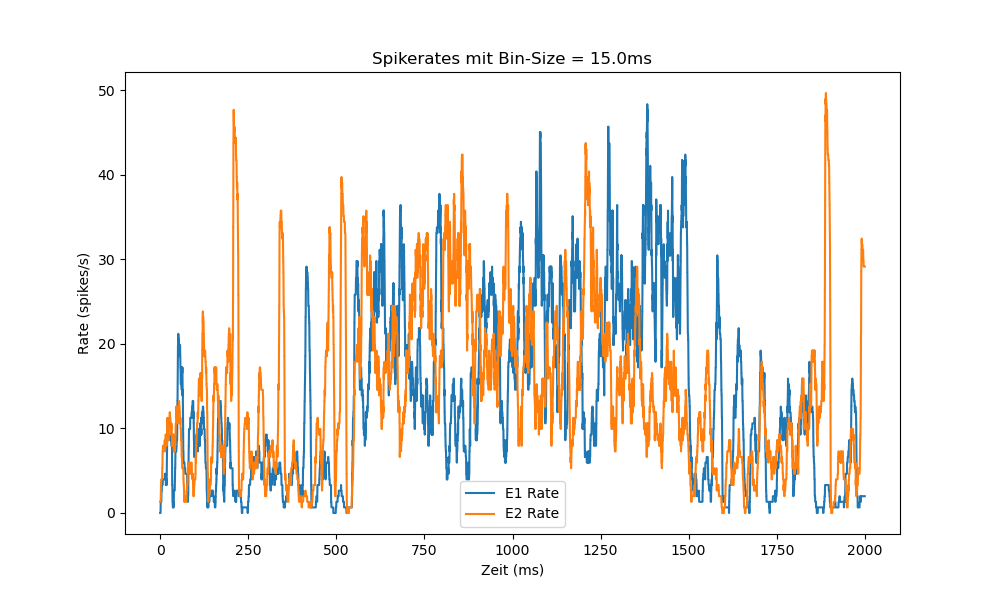 Spikerates mit Bin-Size = 15.0ms
Rate (spikes/s)
50
40
30
20
10
0
E1 Rate
E2 Rate
0 250 500 750 1000 1250 1500 1750 2000
Zeit (ms)